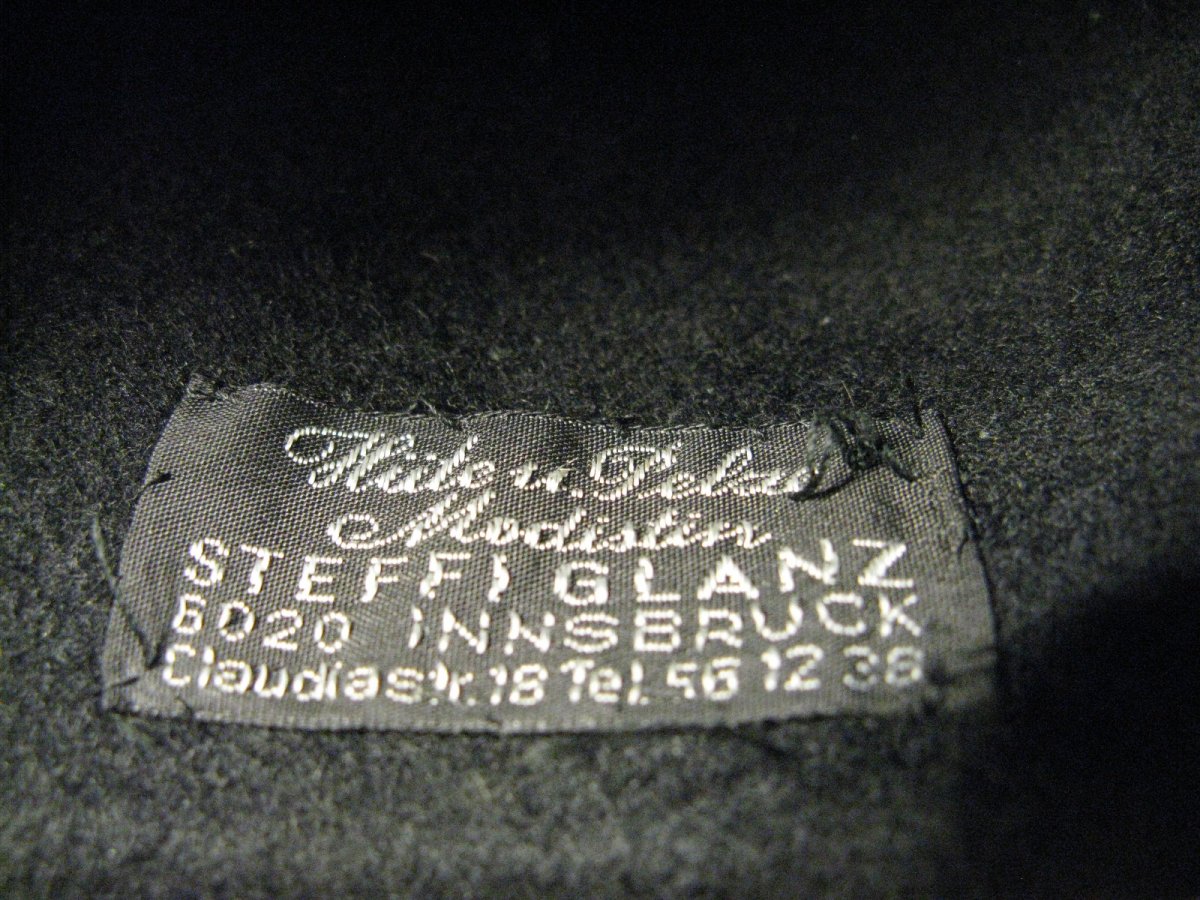 Hüte u. Pelze
Modistin
STEFFI GLANZ
6020 INNSBRUCK
Claudiastr. 18 Tel. 56 12 38